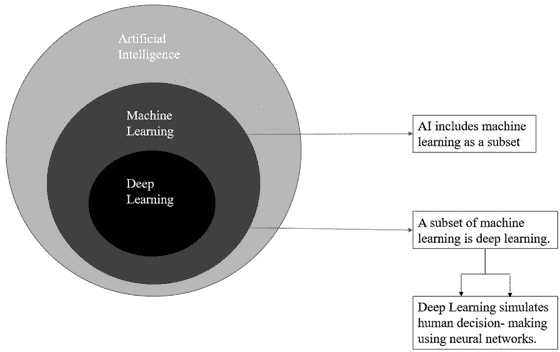 Artificial
Intelligence
Machine
Learning
Deep
Learning
AI includes machine
learning as a subset
A subset of machine
learning is deep learning.
Deep Learning simulates
human decision- making
using neural networks.